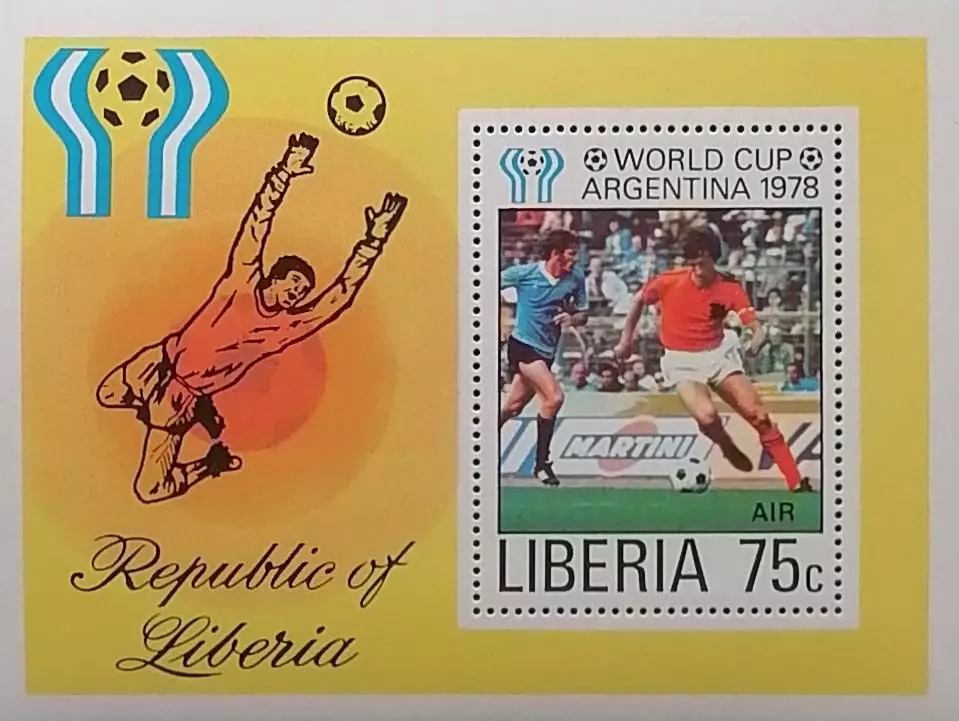 WORLD CUP
ARGENTINA 1978
MARTINI
AIR
LIBERIA 75c
Republic of
Liberia